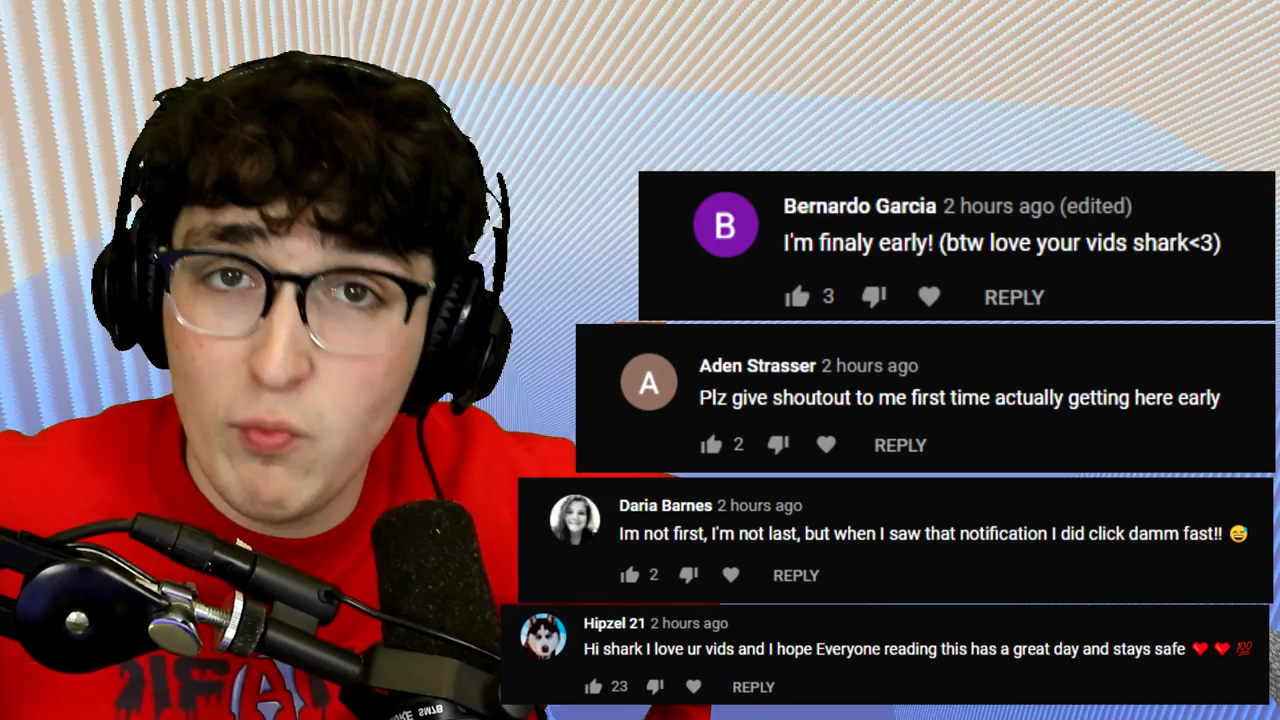 Bernardo Garcia 2 hours ago (edited)
I'm finaly early! (btw love your vids shark<3)
3 REPLY
Aden Strasser 2 hours ago
Plz give shoutout to me first time actually getting here early
2 REPLY
Daria Barnes 2 hours ago
Im not first, I'm not last, but when I saw that notification I did click damm fast!! 😅
2 REPLY
Hipzel 21 2 hours ago
Hi shark I love ur vids and I hope Everyone reading this has a great day and stays safe ❤️ ❤️ 💯
23 REPLY
B
A
SM7B